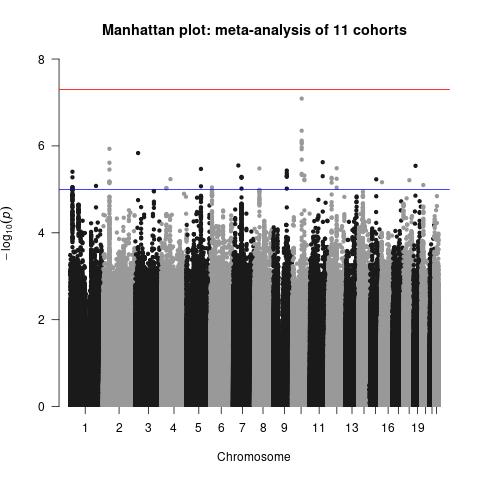 Manhattan plot: meta-analysis of 11 cohorts
8
6
4
2
0
−log10(p)
1 2 3 4 5 6 7 8 9 11 13 16 19
Chromosome